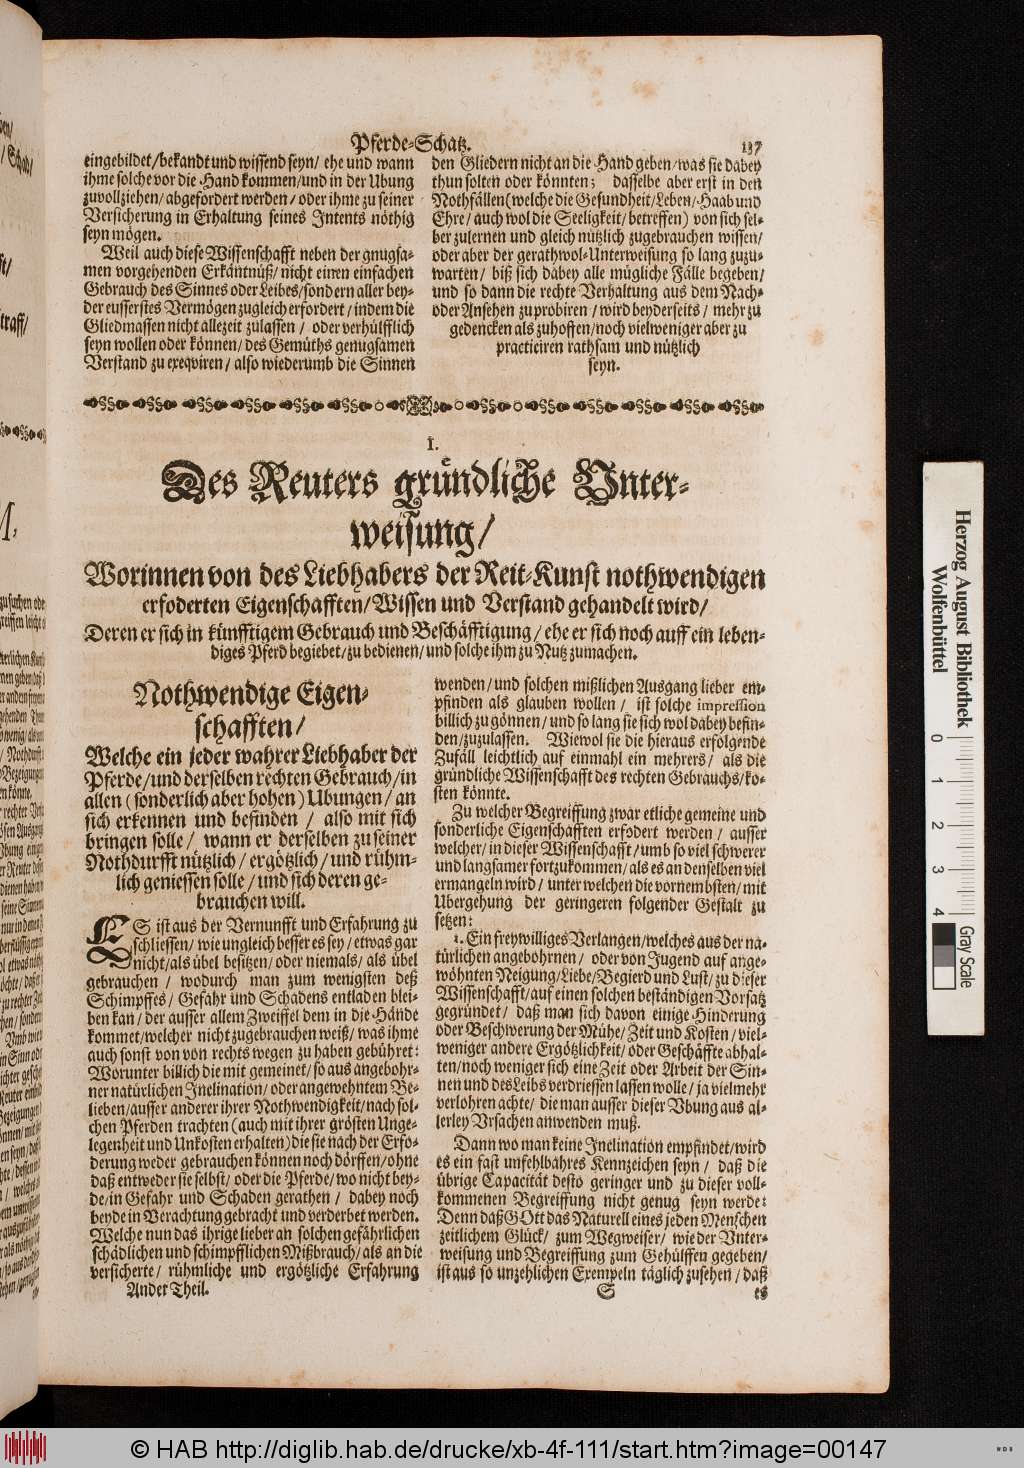 Pferde-Schatz. 137
eingebildet/bekandt und wissend seyn/ ehe und wann
ihme solche vor die Hand kommen/und in der Ubung
zuvollziehen/abgefordert werden/oder ihme zu seiner
Versicherung in Erhaltung seines Intents nöthig
seyn mögen.
Weil auch diese Wissenschafft neben der gnugsa-
men vorgehenden Erkäntnüß/nicht einen einfachen
Gebrauch des Sinnes oder Leibes/sondern aller bey-
der eusserstes Vermögen zugleich erfordert/indem die
Gliedmassen nicht allezeit zulassen/ oder verhülfflich
seyn wollen oder können/des Gemüths genugsamen
Verstand zu exeqviren/also wiederumb die Sinnen
den Gliedern nicht an die Hand geben/was sie dabey
thun solten oder könnten; dasselbe aber erst in den
Nothfällen(welche die Gesundheit/Leben/Haab und
Ehre/auch wol die Seeligkeit/betreffen) von sich sel-
ber zulernen und gleich nützlich zugebrauchen wissen/
oder aber der gerathwol-Unterweisung so lang zuzu-
warten/ biß sich dabey alle mügliche Fälle begeben/
und so dann die rechte Verhaltung aus dem Nach-
oder Ansehen zu probiren/wird beyderseits/ mehr zu
gedencken als zuhoffen/noch vielweniger aber zu
practiciren rathsam und nützlich
seyn.
I.
Des Reuters gründliche Unter-
weisung/
Worinnen von des Liebhabers der Reit-Kunst nothwendigen
erfoderten Eigenschafften/Wissen und Verstand gehandelt wird/
Deren er sich in künfftigem Gebrauch und Beschäfftigung/ehe er sich noch auff ein leben-
diges Pferd begiebet/zu bedienen/und solche ihm zu Nutz zumachen.
Nothwendige Eigen-
schafften/
Welche ein jeder wahrer Liebhaber der
Pferde/und derselben rechten Gebrauch/in
allen (sonderlich aber hohen) Ubungen/an
sich erkennen und befinden / also mit sich
bringen solle/ wann er derselben zu seiner
Nothdurfft nützlich/ergötzlich/und rühm-
lich geniessen solle/und sich deren ge-
brauchen will.
ES ist aus der Vernunfft und Erfahrung zu
schliessen/wie ungleich besser es sey/etwas gar
nicht/als übel besitzen/oder niemals/als übel
gebrauchen/ wodurch man zum wenigsten deß
Schimpffes/ Gefahr und Schadens entladen blei-
ben kan/der ausser allem Zweiffel dem in die Hände
kommet/welcher nicht zugebrauchen weiß/was ihme
auch sonst von von rechts wegen zu haben gebühret:
Worunter billich die mit gemeinet/so aus angebohr-
ner natürlichen Inclination/oder angewehntem Be-
lieben/ausser anderer ihrer Nothwendigkeit/nach sol-
chen Pferden trachten(auch mit ihrer grösten Unge-
legenheit und Unkosten erhalten)die sie nach der Erfo-
derung weder gebrauchen können noch dörffen/ohne
daß entweder sie selbst/oder die Pferde/wo nicht bey-
de/in Gefahr und Schaden gerathen / dabey noch
beyde in Verachtung gebracht und verderbet werden.
Welche nun das ihrige lieber an solchen gefährlichen
schädlichen und schimpfflichen Mißbrauch/als an die
versicherte/ rühmliche und ergötzliche Erfahrung
wenden/und solchen mißlichen Ausgang lieber em-
pfinden als glauben wollen/ ist solche impression
billich zu gönnen/und so lang sie sich wol dabey befin-
den/zuzulassen. Wiewol sie die hieraus erfolgende
Zufäll leichtlich auf einmahl ein mehrers/ als die
gründliche Wissenschafft des rechten Gebrauchs/ko-
sten könnte.
Zu welcher Begreiffung zwar etliche gemeine und
sonderliche Eigenschafften erfodert werden/ ausser
welcher/in dieser Wissenschafft/umb so viel schwerer
und langsamer fortzukommen/als es an denselben viel
ermangeln wird/unter welchen die vornembsten/mit
Ubergehung der geringeren folgender Gestalt zu
setzen:
1. Ein freywilliges Verlangen/welches aus der na-
türlichen angebohrnen/ oder von Jugend auf ange-
wöhnten Neigung/Liebe/Begierd und Lust/zu dieser
Wissenschafft/auf einen solchen beständigen Vorsatz
gegründet/ daß man sich davon einige Hinderung
oder Beschwerung der Mühe/Zeit und Kosten/viel-
weniger andere Ergötzlichkeit/oder Geschäffte abhal-
ten/noch weniger sich eine Zeit oder Arbeit der Sin-
nen und des Leibs verdriessen lassen wolle/ja vielmehr
verlohren achte/die man ausser dieser Vbung aus al-
lerley Vrsachen anwenden muß.
Dann wo man keine Inclination empfindet/wird
es ein fast unfehlbahres Kennzeichen seyn/ daß die
übrige Capacität desto geringer und zu dieser voll-
kommenen Begreiffung nicht genug seyn werde:
Denn daß GOtt das Naturell eines jeden Menschen
zeitlichem Glück/ zum Wegweiser/ wie der Unter-
weisung und Begreiffung zum Gehülffen gegeben/
ist aus so unzehlichen Exempeln täglich zusehen/daß
Ander Theil. S es
Herzog August Bibliothek
Wolfenbüttel
0 1 2 3 4
Gray Scale
© HAB http://diglib.hab.de/drucke/xb-4f-111/start.htm?image=00147
WDB